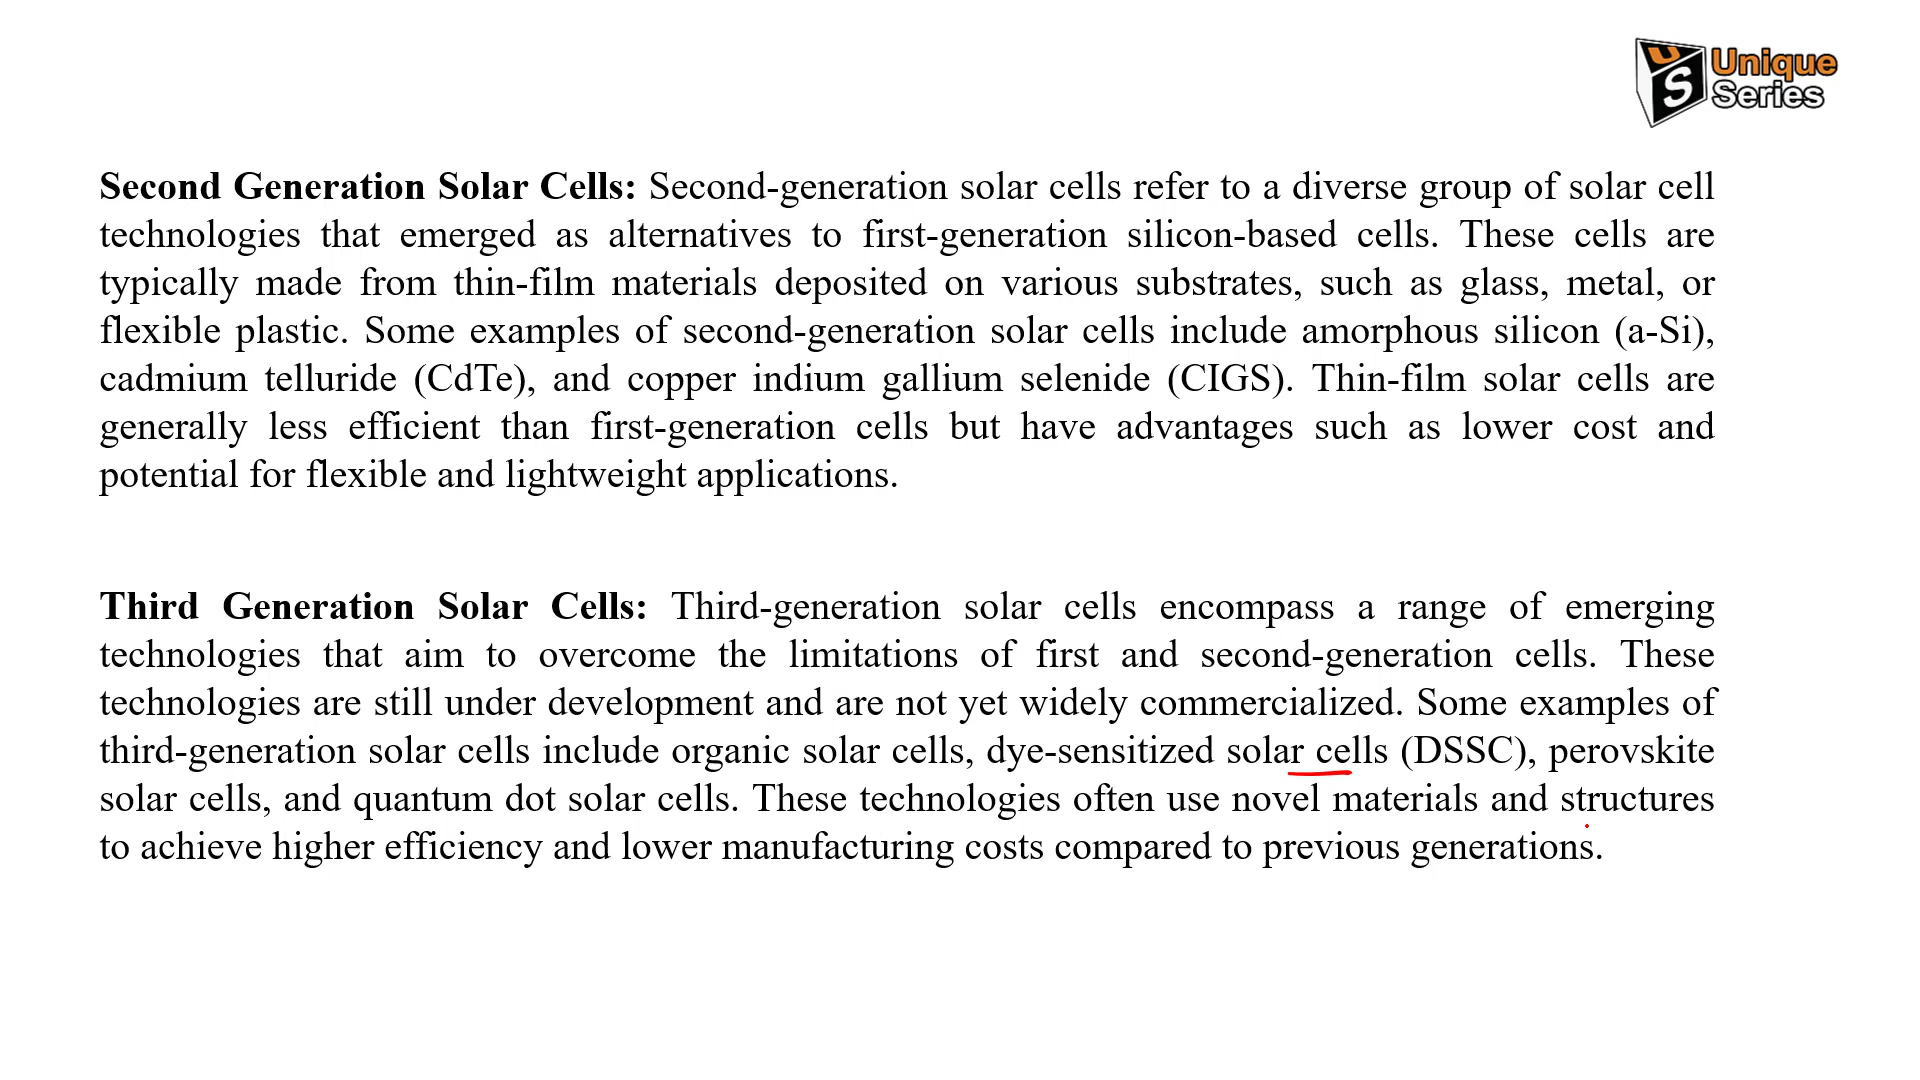 US Unique
Series
Second Generation Solar Cells: Second-generation solar cells refer to a diverse group of solar cell
technologies that emerged as alternatives to first-generation silicon-based cells. These cells are
typically made from thin-film materials deposited on various substrates, such as glass, metal, or
flexible plastic. Some examples of second-generation solar cells include amorphous silicon (a-Si),
cadmium telluride (CdTe), and copper indium gallium selenide (CIGS). Thin-film solar cells are
generally less efficient than first-generation cells but have advantages such as lower cost and
potential for flexible and lightweight applications.
Third Generation Solar Cells: Third-generation solar cells encompass a range of emerging
technologies that aim to overcome the limitations of first and second-generation cells. These
technologies are still under development and are not yet widely commercialized. Some examples of
third-generation solar cells include organic solar cells, dye-sensitized solar cells (DSSC), perovskite
solar cells, and quantum dot solar cells. These technologies often use novel materials and structures
to achieve higher efficiency and lower manufacturing costs compared to previous generations.